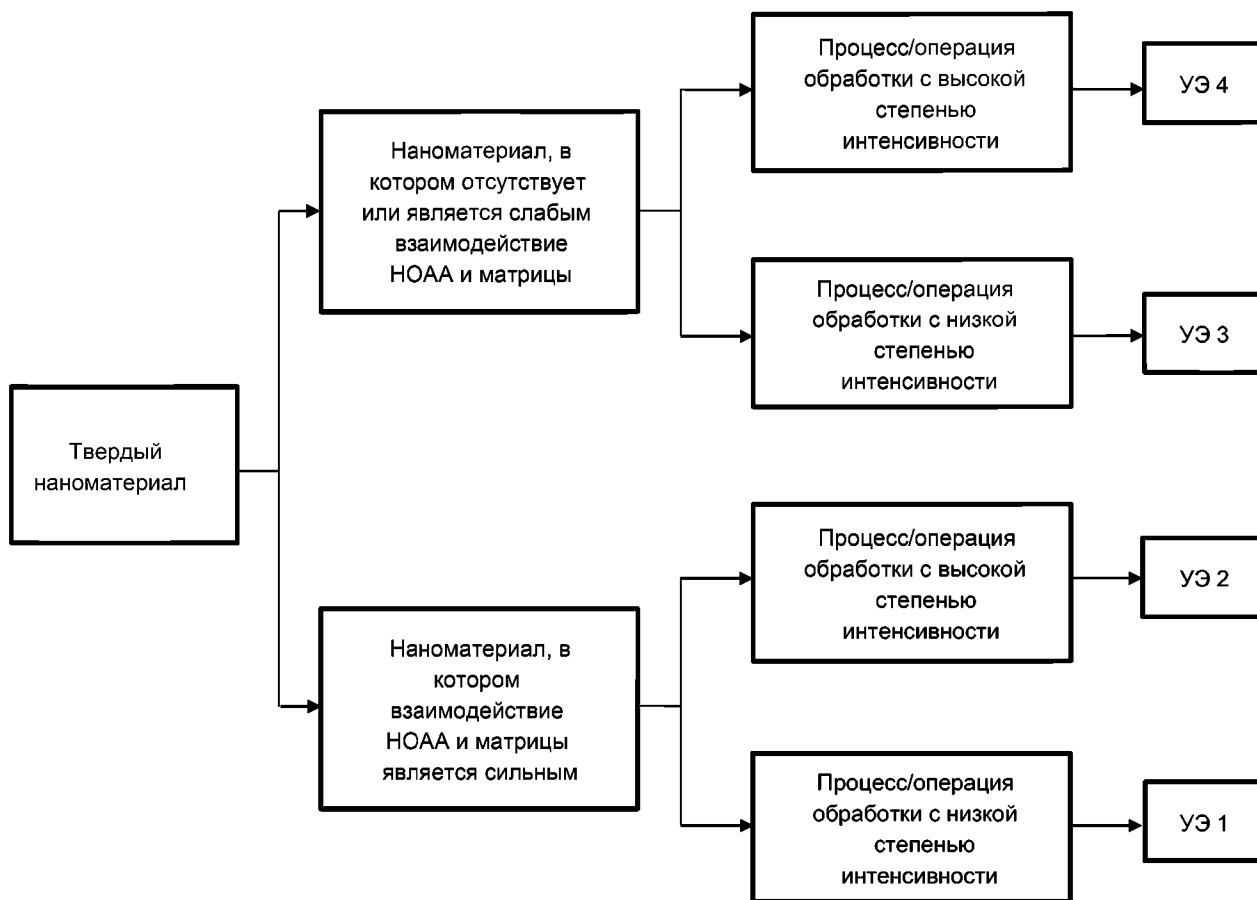 Процесс/операция
обработки с высокой
степенью
интенсивности
УЭ 4
Наноматериал, в
котором отсутствует
или является слабым
взаимодействие
НОАА и матрицы
Процесс/операция
обработки с низкой
степенью
интенсивности
УЭ 3
Твердый
наноматериал
Процесс/операция
обработки с высокой
степенью
интенсивности
УЭ 2
Наноматериал, в
котором
взаимодействие
НОАА и матрицы
является сильным
Процесс/операция
обработки с низкой
степенью
интенсивности
УЭ 1